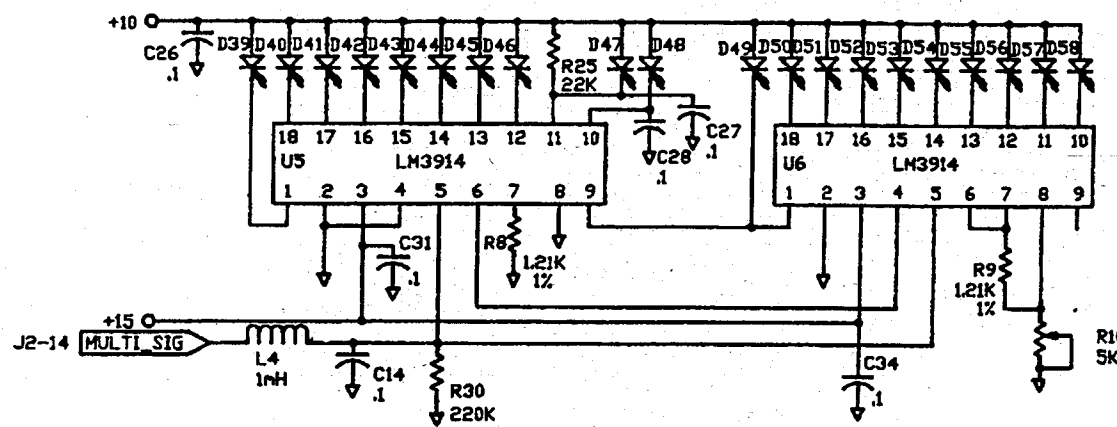 +10
C26
.1
D39 D40 D41 D42 D43 D44 D45 D46
R25
22K
D47 D48
C27
.1
C28
.1
D49 D50 D51 D52 D53 D54 D55 D56 D57 D58
18 17 16 15 14 13 12 11 10
U5 LM3914
1 2 3 4 5 6 7 8 9
18 17 16 15 14 13 12 11 10
U6 LM3914
1 2 3 4 5 6 7 8 9
C31
.1
R8
1.21K
1%
R9
1.21K
1%
+15
J2-14 MULTI_SIG
L4
1mH
C14
.1
R30
220K
C34
.1
5K